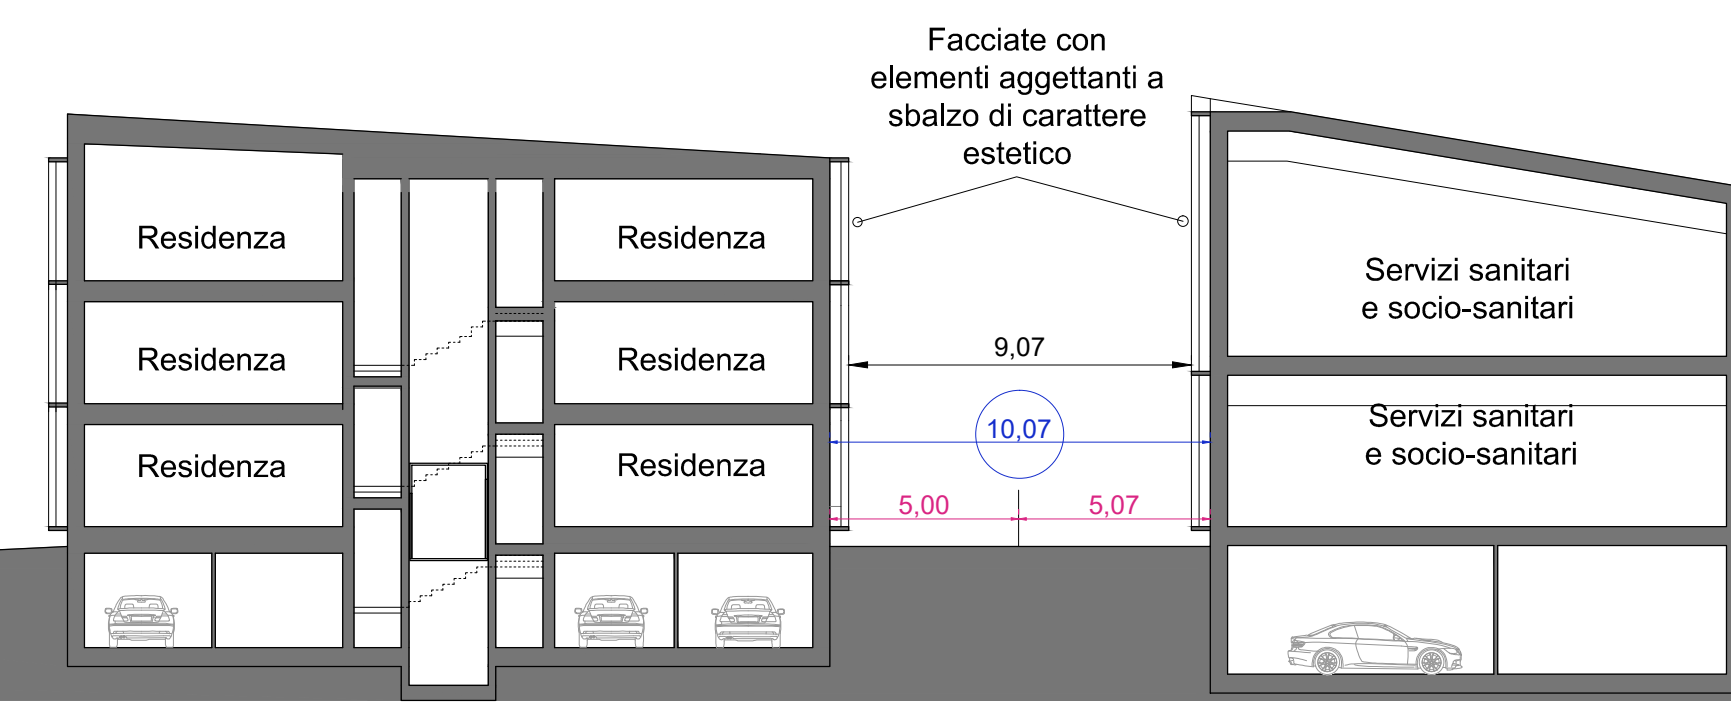 Facciate con
elementi aggettanti a
sbalzo di carattere
estetico
Residenza
Residenza
Servizi sanitari
e socio-sanitari
9,07
Residenza
Residenza
10,07
Servizi sanitari
e socio-sanitari
Residenza
Residenza
5,00
5,07